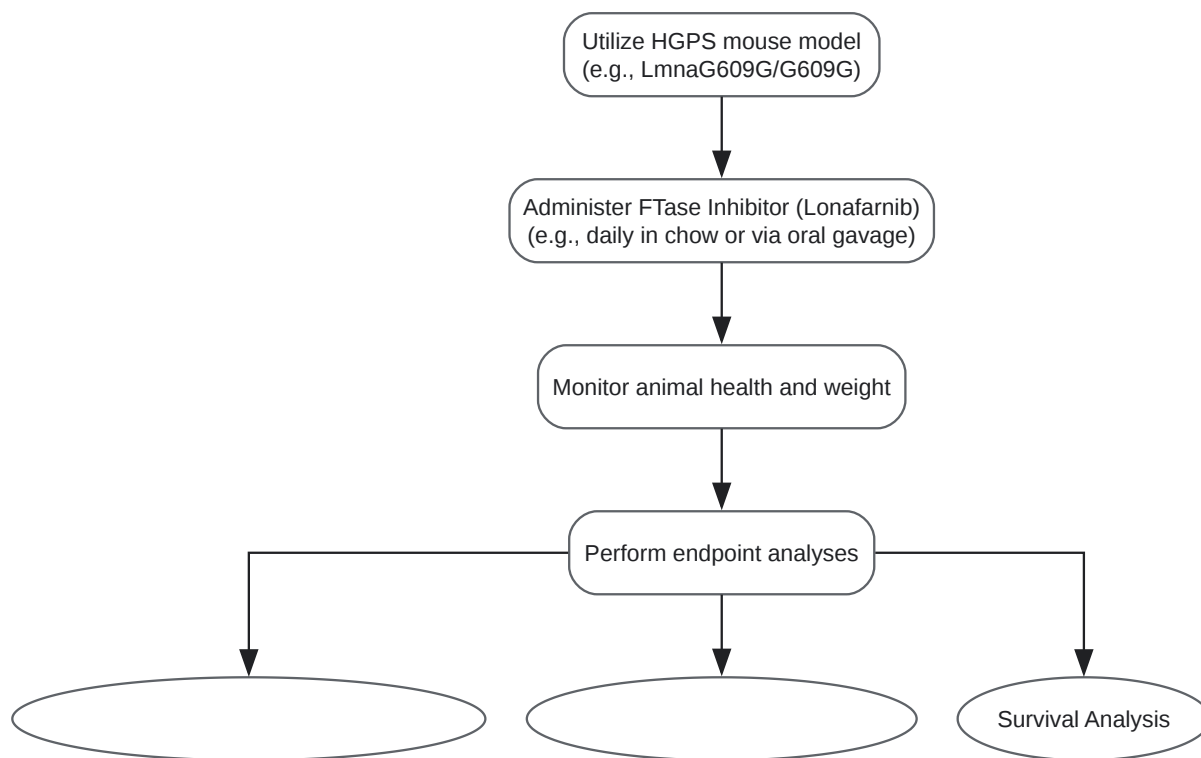 Utilize HGPS mouse model
(e.g., LmnaG609G/G609G)
Administer FTase Inhibitor (Lonafarnib)
(e.g., daily in chow or via oral gavage)
Monitor animal health and weight
Perform endpoint analyses
Survival Analysis